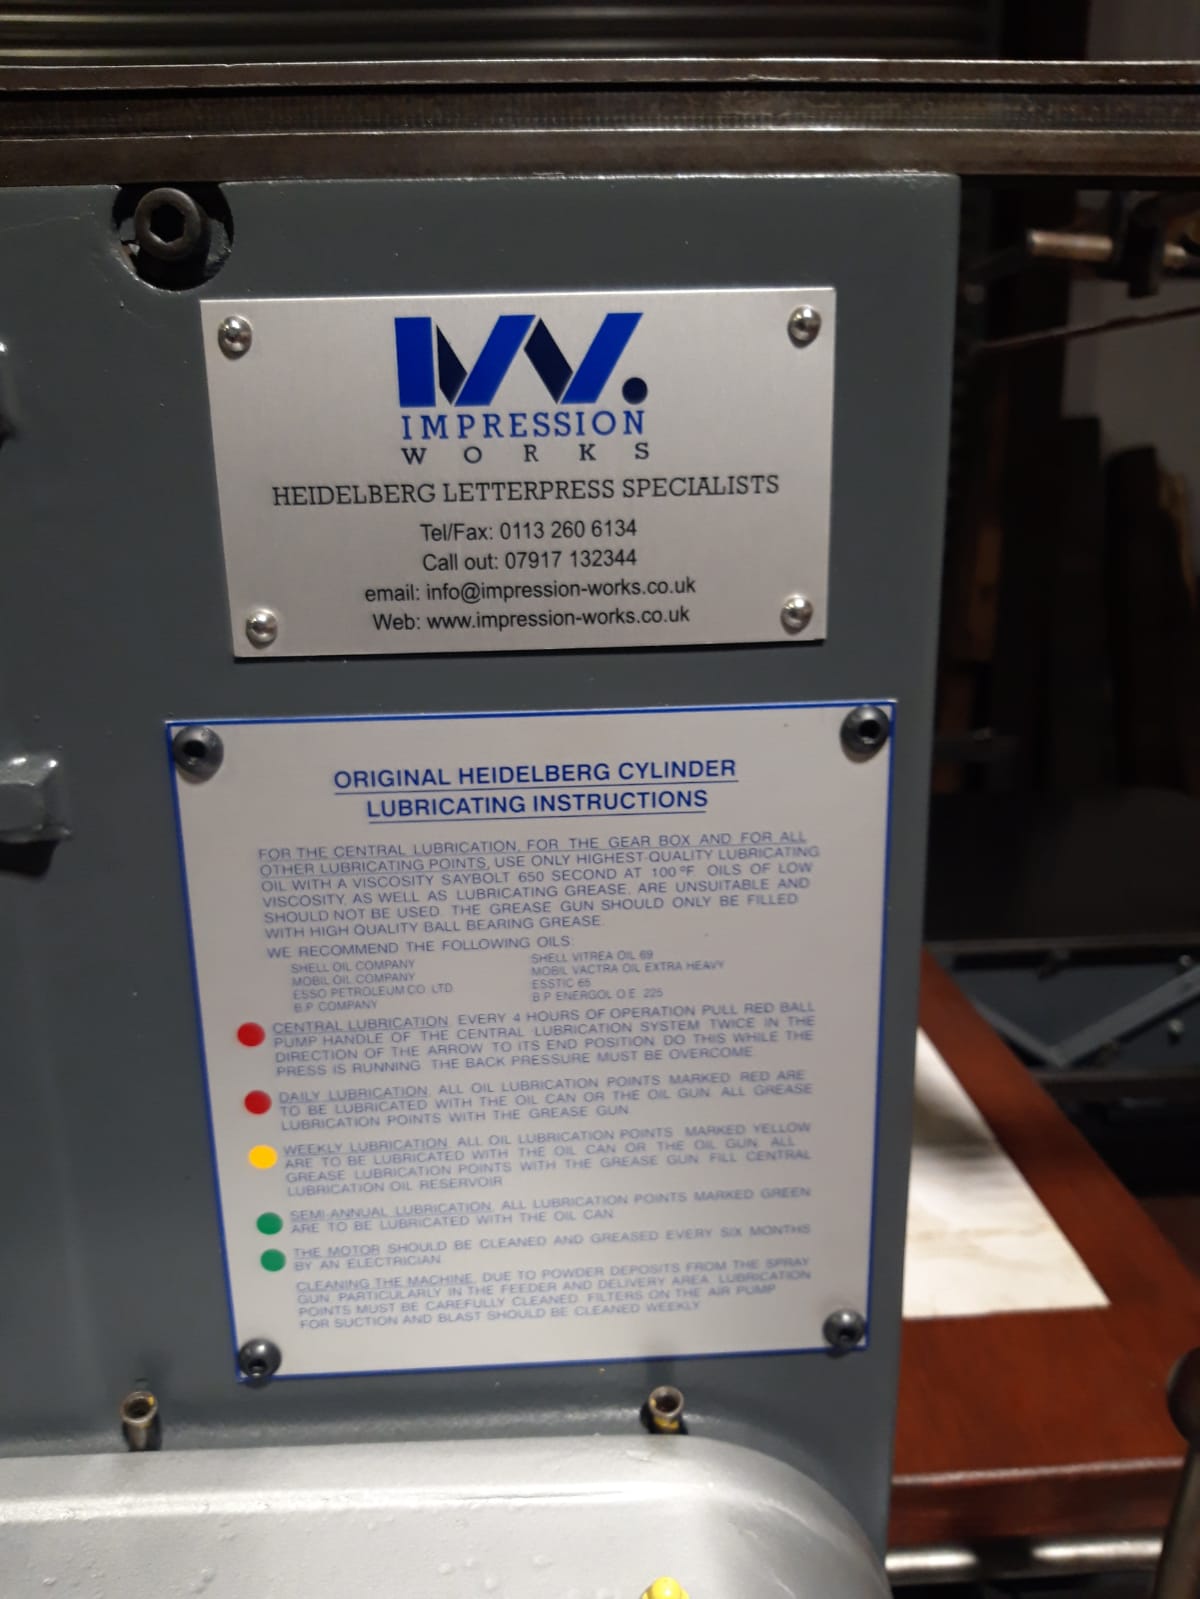 IW.
IMPRESSION
WORKS
HEIDELBERG LETTERPRESS SPECIALISTS
Tel/Fax: 0113 260 6134
Call out: 07917 132344
email: info@impression-works.co.uk
Web: www.impression-works.co.uk
ORIGINAL HEIDELBERG CYLINDER
LUBRICATING INSTRUCTIONS
FOR THE CENTRAL LUBRICATION, FOR THE GEAR BOX AND FOR ALL
OTHER LUBRICATING POINTS, USE ONLY HIGHEST QUALITY LUBRICATING
OIL WITH A VISCOSITY SAYBOLT 650 SECOND AT 100°F OILS OF LOW
VISCOSITY, AS WELL AS LUBRICATING GREASE, ARE UNSUITABLE AND
SHOULD NOT BE USED. THE GREASE GUN SHOULD ONLY BE FILLED
WITH HIGH QUALITY BALL BEARING GREASE.
WE RECOMMEND THE FOLLOWING OILS:
SHELL OIL COMPANY SHELL VITREA OIL 69
MOBIL OIL COMPANY MOBIL VACTRA OIL EXTRA HEAVY
ESSO PETROLEUM CO. LTD. ESSTIC 65
B.P. COMPANY B.P. ENERGOL O.E. 225
CENTRAL LUBRICATION, EVERY 4 HOURS OF OPERATION PULL RED BALL
PUMP HANDLE OF THE CENTRAL LUBRICATION SYSTEM TWICE IN THE
DIRECTION OF THE ARROW TO ITS END POSITION DO THIS WHILE THE
PRESS IS RUNNING. THE BACK PRESSURE MUST BE OVERCOME.
DAILY LUBRICATION, ALL OIL LUBRICATION POINTS MARKED RED ARE
TO BE LUBRICATED WITH THE OIL CAN OR THE OIL GUN. ALL GREASE
LUBRICATION POINTS WITH THE GREASE GUN.
WEEKLY LUBRICATION, ALL OIL LUBRICATION POINTS MARKED YELLOW
ARE TO BE LUBRICATED WITH THE OIL CAN OR THE OIL GUN. ALL
GREASE LUBRICATION POINTS WITH THE GREASE GUN. FILL CENTRAL
LUBRICATION OIL RESERVOIR.
SEMI-ANNUAL LUBRICATION, ALL LUBRICATION POINTS MARKED GREEN
ARE TO BE LUBRICATED WITH THE OIL CAN.
THE MOTOR SHOULD BE CLEANED AND GREASED EVERY SIX MONTHS
BY AN ELECTRICIAN.
CLEANING THE MACHINE, DUE TO POWDER DEPOSITS FROM THE SPRAY
GUN, PARTICULARLY IN THE FEEDER AND DELIVERY AREA, LUBRICATION
POINTS MUST BE CAREFULLY CLEANED. FILTERS ON THE AIR PUMP
FOR SUCTION AND BLAST SHOULD BE CLEANED WEEKLY.